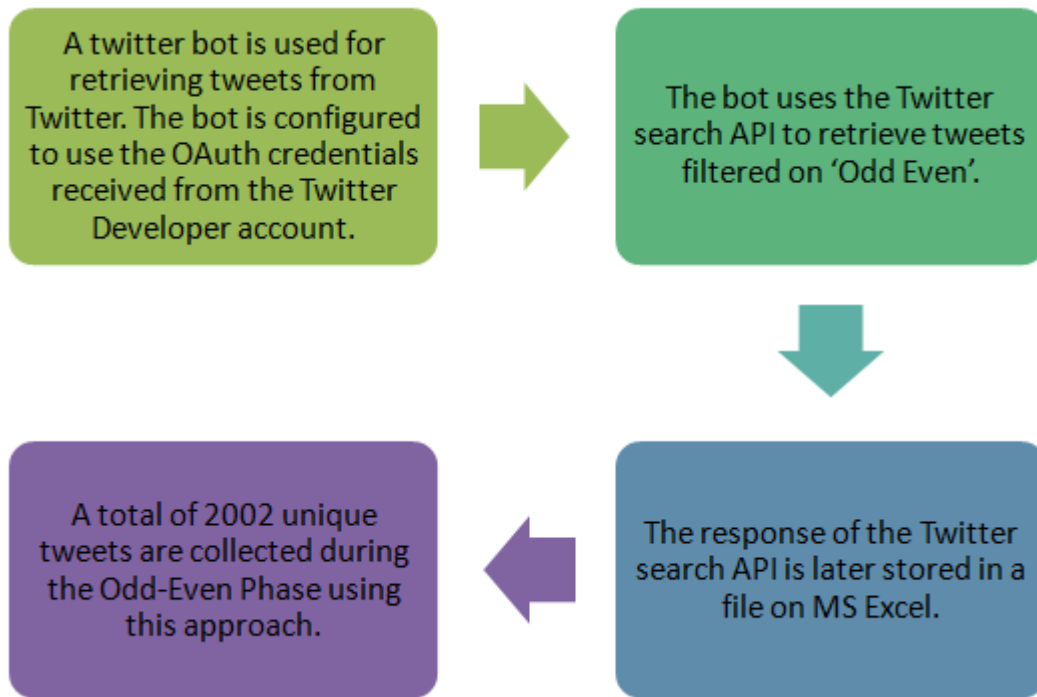 A twitter bot is used for
retrieving tweets from
Twitter. The bot is configured
to use the OAuth credentials
received from the Twitter
Developer account.
The bot uses the Twitter
search API to retrieve tweets
filtered on ‘Odd Even’.
The response of the Twitter
search API is later stored in a
file on MS Excel.
A total of 2002 unique
tweets are collected during
the Odd-Even Phase using
this approach.